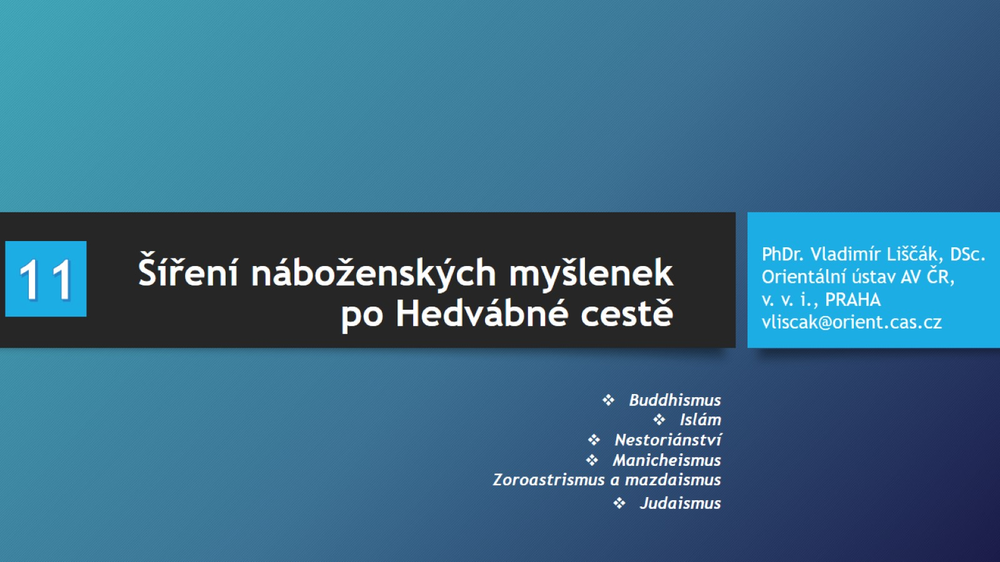 11
Šíření náboženských myšlenek
po Hedvábné cestě
PhDr. Vladimír Liščák, DSc.
Orientální ústav AV ČR,
v. v. i., PRAHA
vliscak@orient.cas.cz
❖ Buddhismus
❖ Islám
❖ Nestoriánství
❖ Manicheismus
Zoroastrismus a mazdaismus
❖ Judaismus